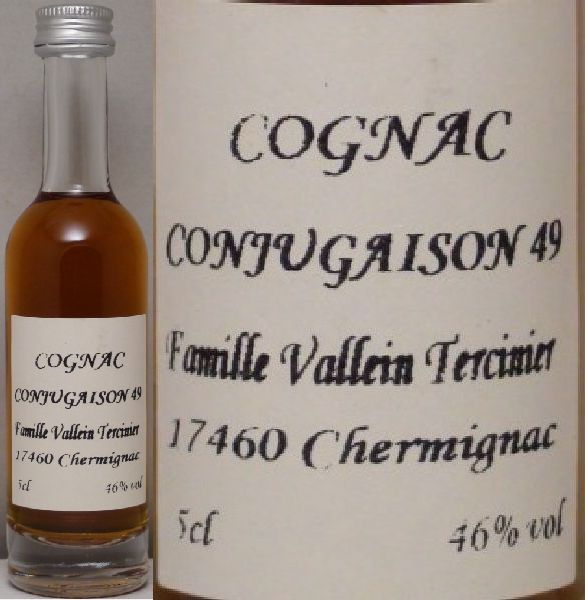 COGNAC
CONJUGAISON 49
Famille Vallein Tercinier
17460 Chermignac
5cl 46% vol
COGNAC
CONJUGAISON 49
Famille Vallein Tercinier
17460 Chermignac
5cl 46% vol